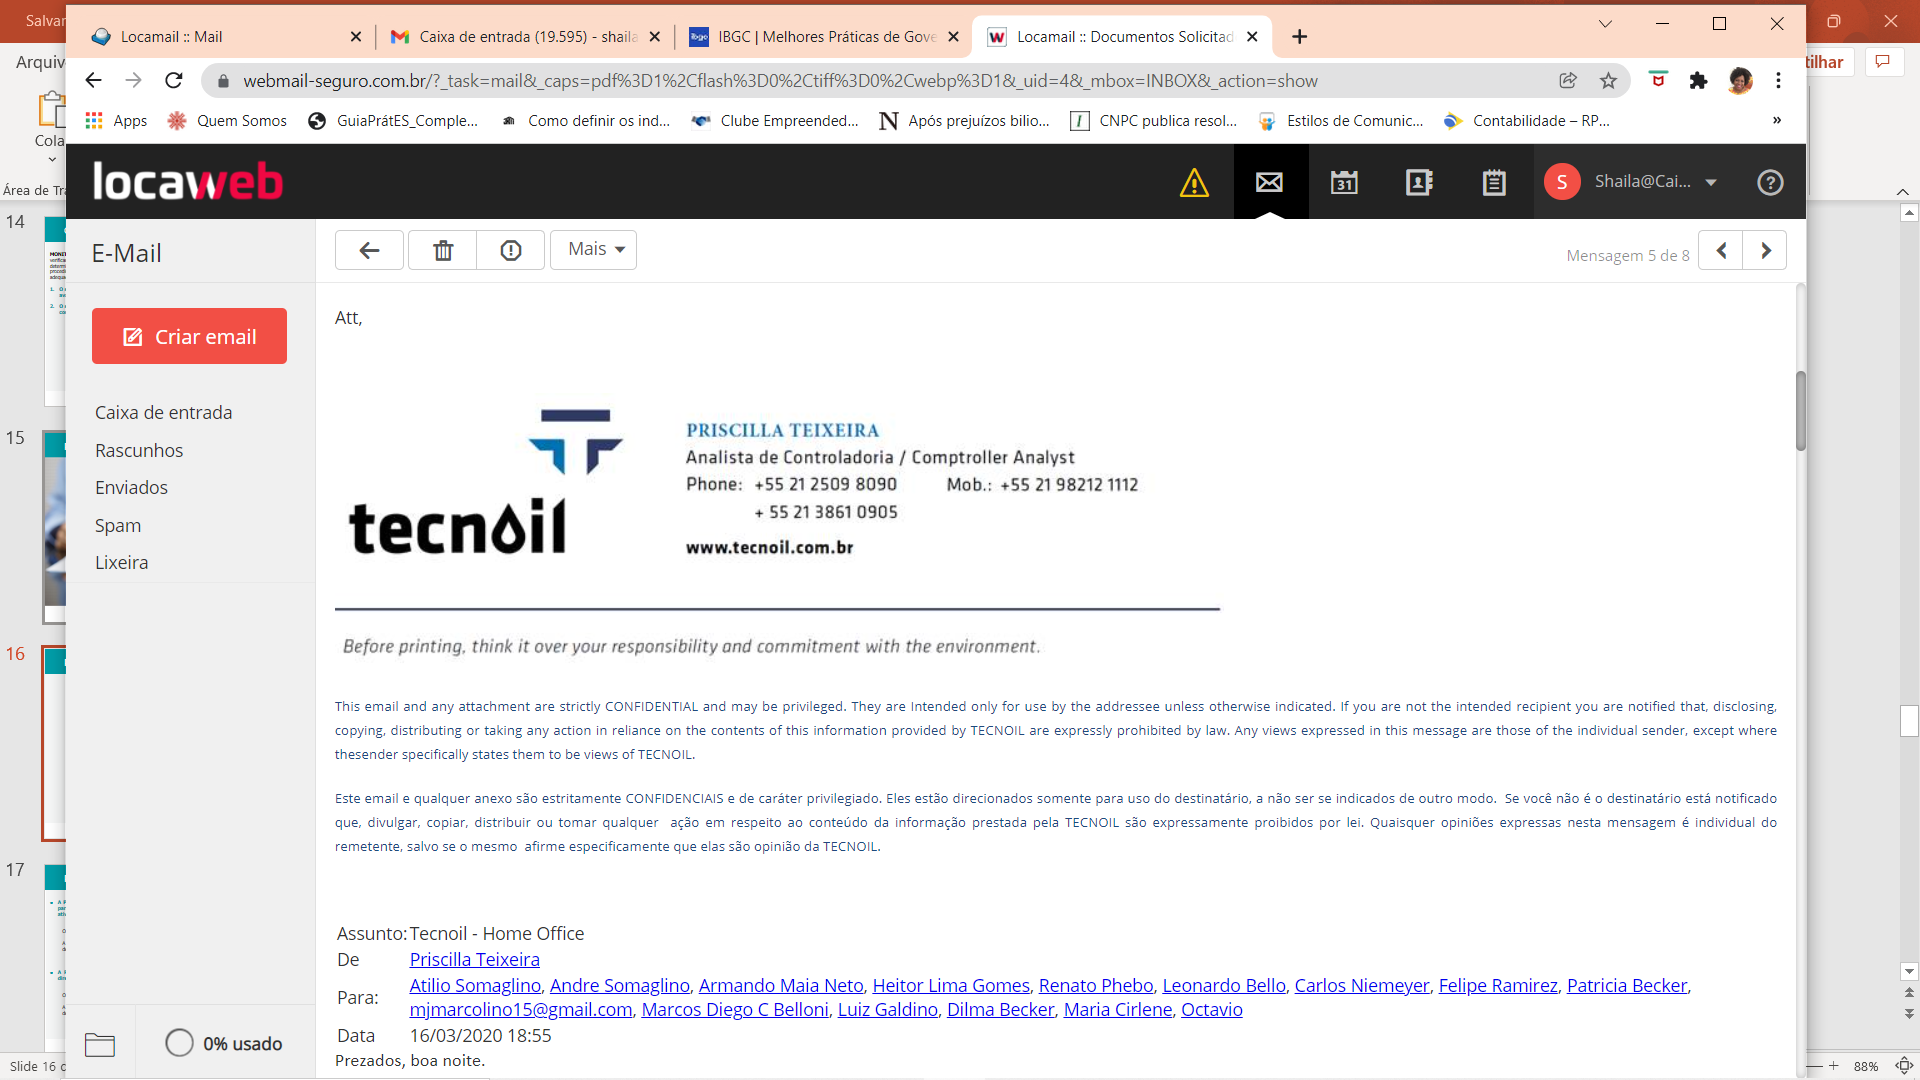 Salvar
Locamail :: Mail
Caixa de entrada (19.595) - shaila
IBGC | Melhores Práticas de Gove
Locamail :: Documentos Solicitad
Arquiv
tilhar
webmail-seguro.com.br/?_task=mail&_caps=pdf%3D1%2Cflash%3D0%2Ctiff%3D0%2Cwebp%3D1&_uid=4&_mbox=INBOX&_action=show
Apps
Quem Somos
GuiaPrátES_Comple...
Como definir os ind...
Clube Empreended...
Após prejuízos bilio...
CNPC publica resol...
Estilos de Comunic...
Contabilidade – RP...
»
Cola
Área de Tra
locaweb
31
S
Shaila@Cai...
E-Mail
Mais
Mensagem 5 de 8
Criar email
Caixa de entrada
Rascunhos
Enviados
Spam
Lixeira
0% usado
14
15
16
17
Att,
tecnoil
PRISCILLA TEIXEIRA
Analista de Controladoria / Comptroller Analyst
Phone: +55 21 2509 8090 Mob.: +55 21 98212 1112
+ 55 21 3861 0905
www.tecnoil.com.br
Before printing, think it over your responsibility and commitment with the environment.
This email and any attachment are strictly CONFIDENTIAL and may be privileged. They are Intended only for use by the addressee unless otherwise indicated. If you are not the intended recipient you are notified that, disclosing,
copying, distributing or taking any action in reliance on the contents of this information provided by TECNOIL are expressly prohibited by law. Any views expressed in this message are those of the individual sender, except where
thesender specifically states them to be views of TECNOIL.
Este email e qualquer anexo são estritamente CONFIDENCIAIS e de caráter privilegiado. Eles estão direcionados somente para uso do destinatário, a não ser se indicados de outro modo. Se você não é o destinatário está notificado
que, divulgar, copiar, distribuir ou tomar qualquer ação em respeito ao conteúdo da informação prestada pela TECNOIL são expressamente proibidos por lei. Quaisquer opiniões expressas nesta mensagem é individual do
remetente, salvo se o mesmo afirme especificamente que elas são opinião da TECNOIL.
Assunto: Tecnoil - Home Office
De Priscilla Teixeira
Para: Atilio Somaglino, Andre Somaglino, Armando Maia Neto, Heitor Lima Gomes, Renato Phebo, Leonardo Bello, Carlos Niemeyer, Felipe Ramirez, Patricia Becker,
mjmarcolino15@gmail.com, Marcos Diego C Belloni, Luiz Galdino, Dilma Becker, Maria Cirlene, Octavio
Data 16/03/2020 18:55
Prezados, boa noite.
Slide 16 d
88%